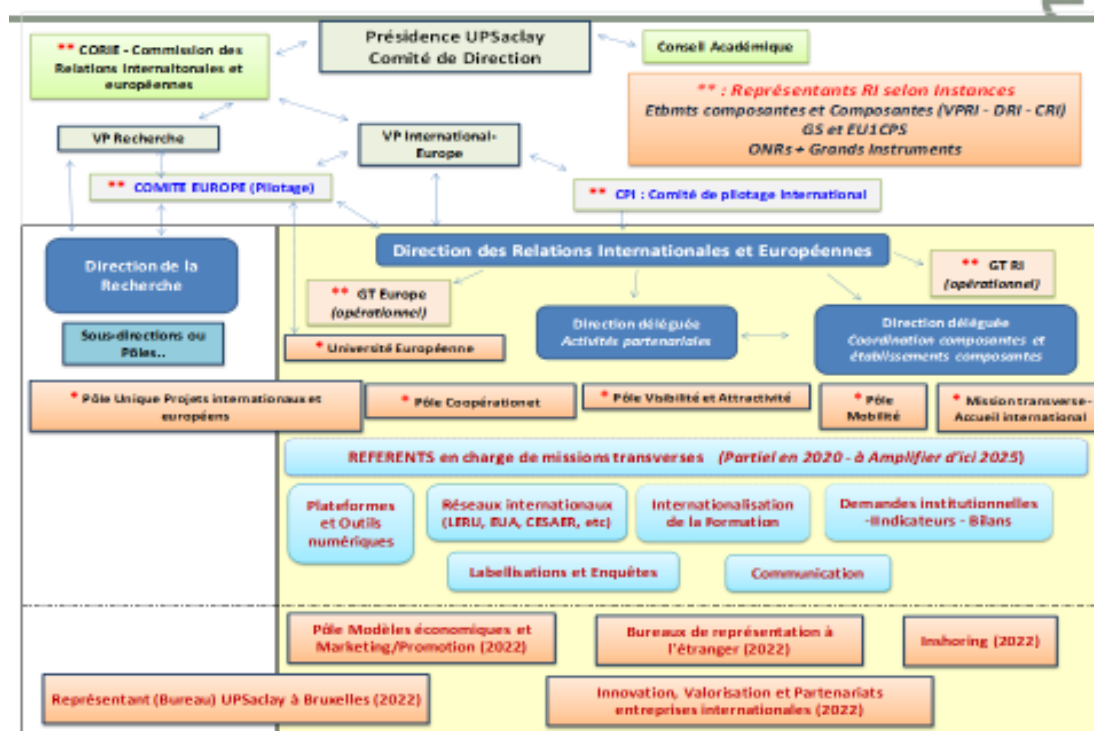 ** CORIE - Commission des
Relations Internaltonales et
européennes
Présidence UPSaclay
Comité de Direction
Conseil Académique
** : Représentants RI selon Instances
Etbmts composantes et Composantes (VPRI - DRI - CRI)
GS et EU1CPS
ONRs + Grands Instruments
VP Recherche
VP International-
Europe
** COMITE EUROPE (Pilotage)
** CPI : Comité de pilotage International
Direction de la
Recherche
Direction des Relations Internationales et Européennes
** GT Europe
(opérationnel)
** GT RI
(opérationnel)
Sous-directions ou
Pôles..
* Université Européenne
Direction déléguée
Activités partenariales
Direction déléguée
Coordination composantes et
établissements composantes
* Pôle Unique Projets internationaux et
européens
* Pôle Coopérationet
* Pôle Visibilité et Attractivité
* Pôle
Mobilité
* Mission transverse-
Accueil international
REFERENTS en charge de missions transverses (Partiel en 2020 - à Amplifier d'ici 2025)
Plateformes
et Outils
numériques
Réseaux internationaux
(LERU, EUA, CESAER, etc)
Internationalisation
de la Formation
Demandes institutionnelles
-IIndicateurs - Bilans
Labellisations et Enquêtes
Communication
Pôle Modèles économiques et
Marketing/Promotion (2022)
Bureaux de représentation à
l'étranger (2022)
Inshoring (2022)
Représentant (Bureau) UPSaclay à Bruxelles (2022)
Innovation, Valorisation et Partenariats
entreprises internationales (2022)